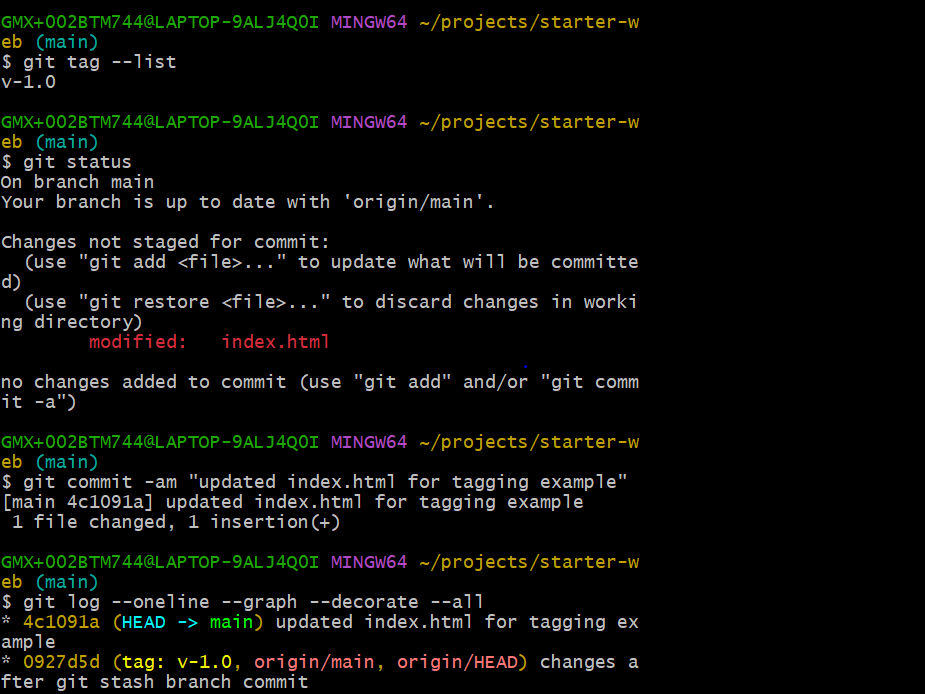 GMX+002BTM744@LAPTOP-9ALJ4Q0I MINGW64 ~/projects/starter-w
eb (main)
$ git tag --list
v-1.0
GMX+002BTM744@LAPTOP-9ALJ4Q0I MINGW64 ~/projects/starter-w
eb (main)
$ git status
On branch main
Your branch is up to date with 'origin/main'.
Changes not staged for commit:
  (use "git add <file>..." to update what will be committe
d)
  (use "git restore <file>..." to discard changes in worki
ng directory)
        modified:   index.html
no changes added to commit (use "git add" and/or "git comm
it -a")
GMX+002BTM744@LAPTOP-9ALJ4Q0I MINGW64 ~/projects/starter-w
eb (main)
$ git commit -am "updated index.html for tagging example"
[main 4c1091a] updated index.html for tagging example
 1 file changed, 1 insertion(+)
GMX+002BTM744@LAPTOP-9ALJ4Q0I MINGW64 ~/projects/starter-w
eb (main)
$ git log --oneline --graph --decorate --all
* 4c1091a (HEAD -> main) updated index.html for tagging ex
ample
* 0927d5d (tag: v-1.0, origin/main, origin/HEAD) changes a
fter git stash branch commit